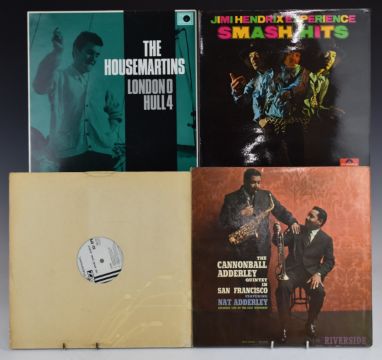 THE
HOUSEMARTINS
LONDON 0
HULL 4
JIMI HENDRIX EXPERIENCE
SMASH HITS
THE
CANNONBALL
ADDERLEY
QUINTET
IN
SAN FRANCISCO
FEATURING
NAT ADDERLEY
RIVERSIDE